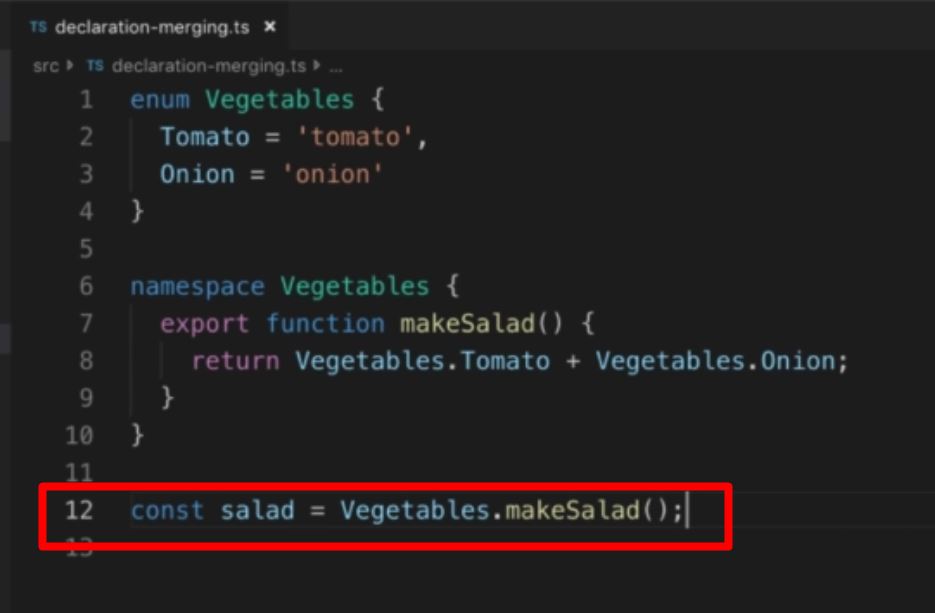 TS declaration-merging.ts ×
src › TS declaration-merging.ts › ...
1 enum Vegetables {
2   Tomato = 'tomato',
3   Onion = 'onion'
4 }
5
6 namespace Vegetables {
7   export function makeSalad() {
8     return Vegetables.Tomato + Vegetables.Onion;
9   }
10 }
11
12 const salad = Vegetables.makeSalad();
13